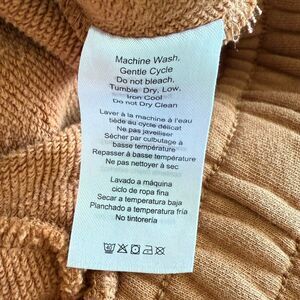 Machine Wash,
Gentle Cycle
Do not bleach,
Tumble Dry, Low,
Iron Cool
Do not Dry Clean
Laver à la machine à l'eau
tiède au cycle délicat
Ne pas javelliser
Sécher par culbutage à
basse température
Repasser à basse température
Ne pas nettoyer à sec
Lavado a máquina
ciclo de ropa fina
Secar a temperatura baja
Planchado a temperatura fría
No tintorería